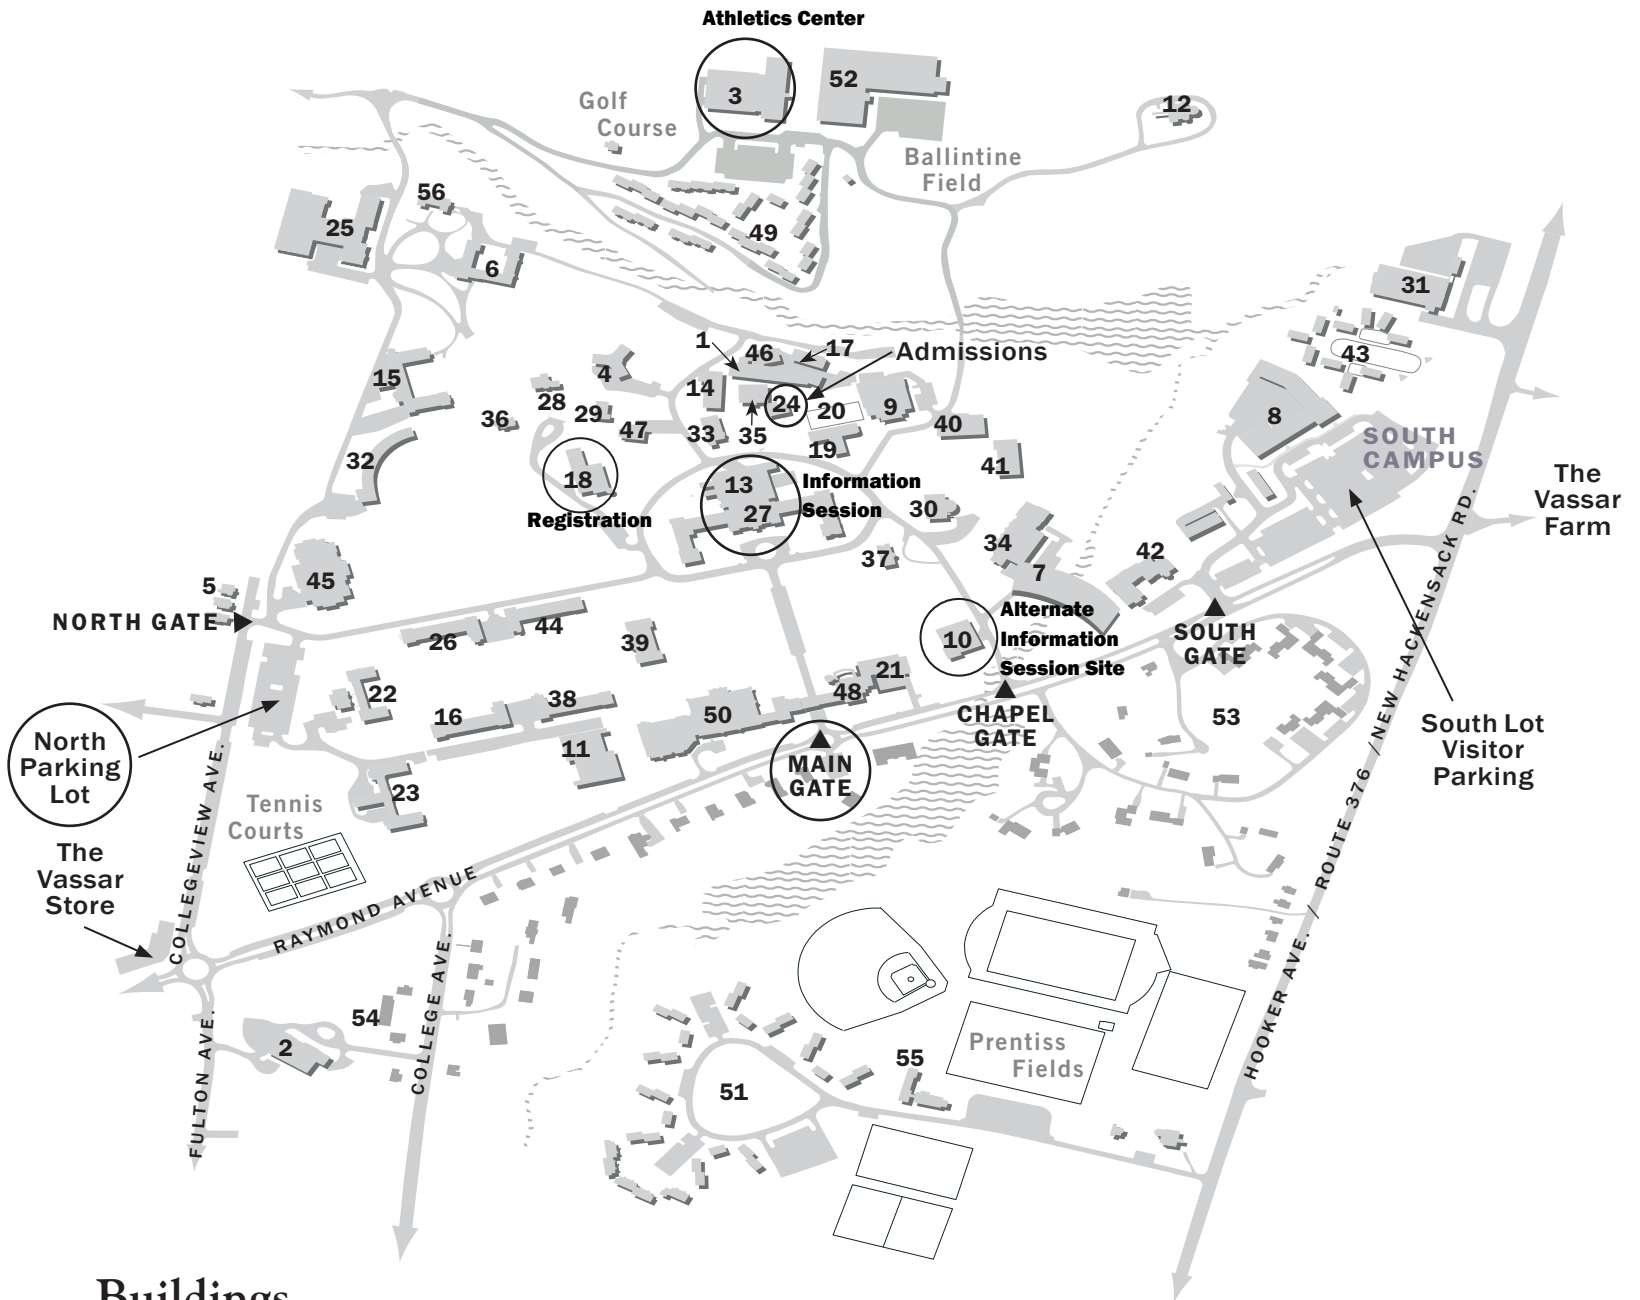 Athletics Center
3
52
12
Golf
Course
Ballintine
Field
56
25
6
49
31
43
1
46
17
Admissions
4
14
24
20
9
15
28
29
36
47
33
35
19
40
41
8
SOUTH
CAMPUS
32
18
Registration
13
27
Information
Session
30
34
37
7
42
The
Vassar
Farm
5
45
NORTH GATE
26
44
39
10
Alternate
Information
Session Site
SOUTH
GATE
22
16
38
21
48
50
11
CHAPEL
GATE
53
South Lot
Visitor
Parking
North
Parking
Lot
MAIN
GATE
23
Tennis
Courts
The
Vassar
Store
COLLEGEVIEW AVE.
RAYMOND AVENUE
COLLEGE AVE.
FULTON AVE.
HOOKER AVE. / ROUTE 376 / NEW HACKENSACK RD.
54
2
51
55
Prentiss
Fields
Buildings